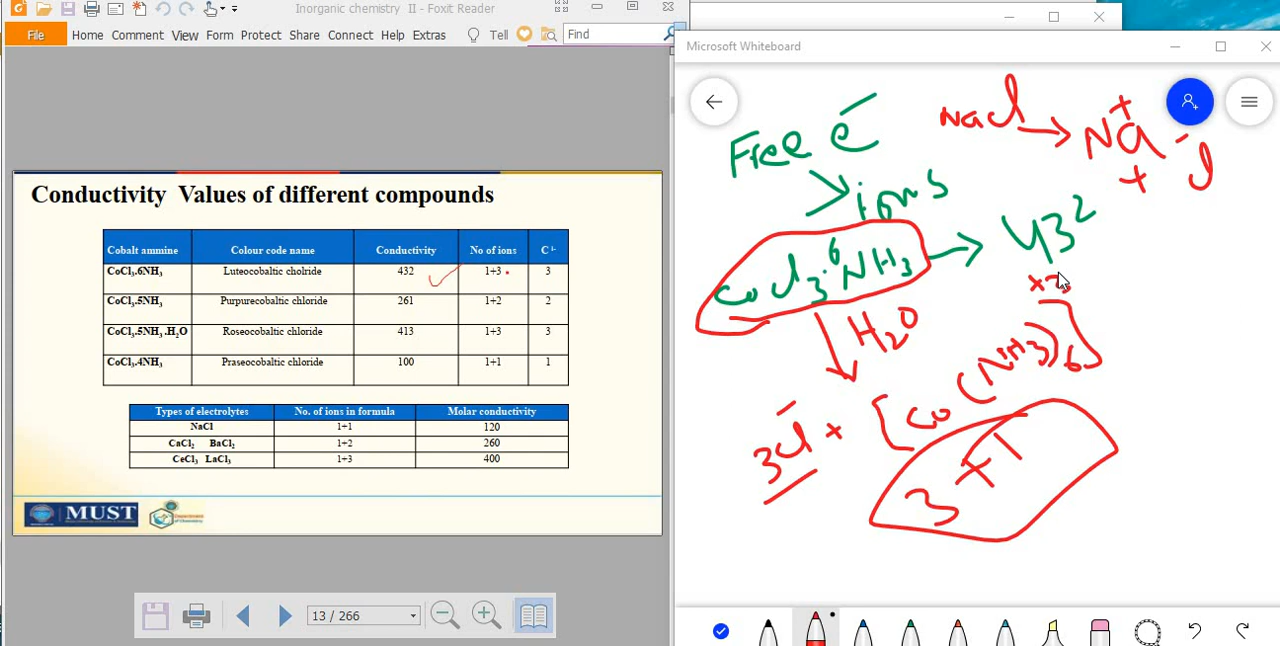 Inorganic chemistry II - Foxit Reader
File Home Comment View Form Protect Share Connect Help Extras Tell Find
Conductivity Values of different compounds
Cobalt ammine Colour code name Conductivity No of ions C l-
CoCl3.6NH3 Luteocobaltic cholride 432 1+3 3
CoCl3.5NH3 Purpurecobaltic chloride 261 1+2 2
CoCl3.5NH3 .H2O Roseocobaltic chloride 413 1+3 3
CoCl3.4NH3 Praseocobaltic chloride 100 1+1 1
Types of electrolytes No. of ions in formula Molar conductivity
NaCl 1+1 120
CaCl2 BaCl2 1+2 260
CeCl3 LaCl3 1+3 400
MUST
13 / 266
Microsoft Whiteboard
NaCl → Na+ + Cl-
Free e-
ions
CoCl3.6NH3 → 432
H2O
+3
3Cl- + [Co(NH3)6
3+1